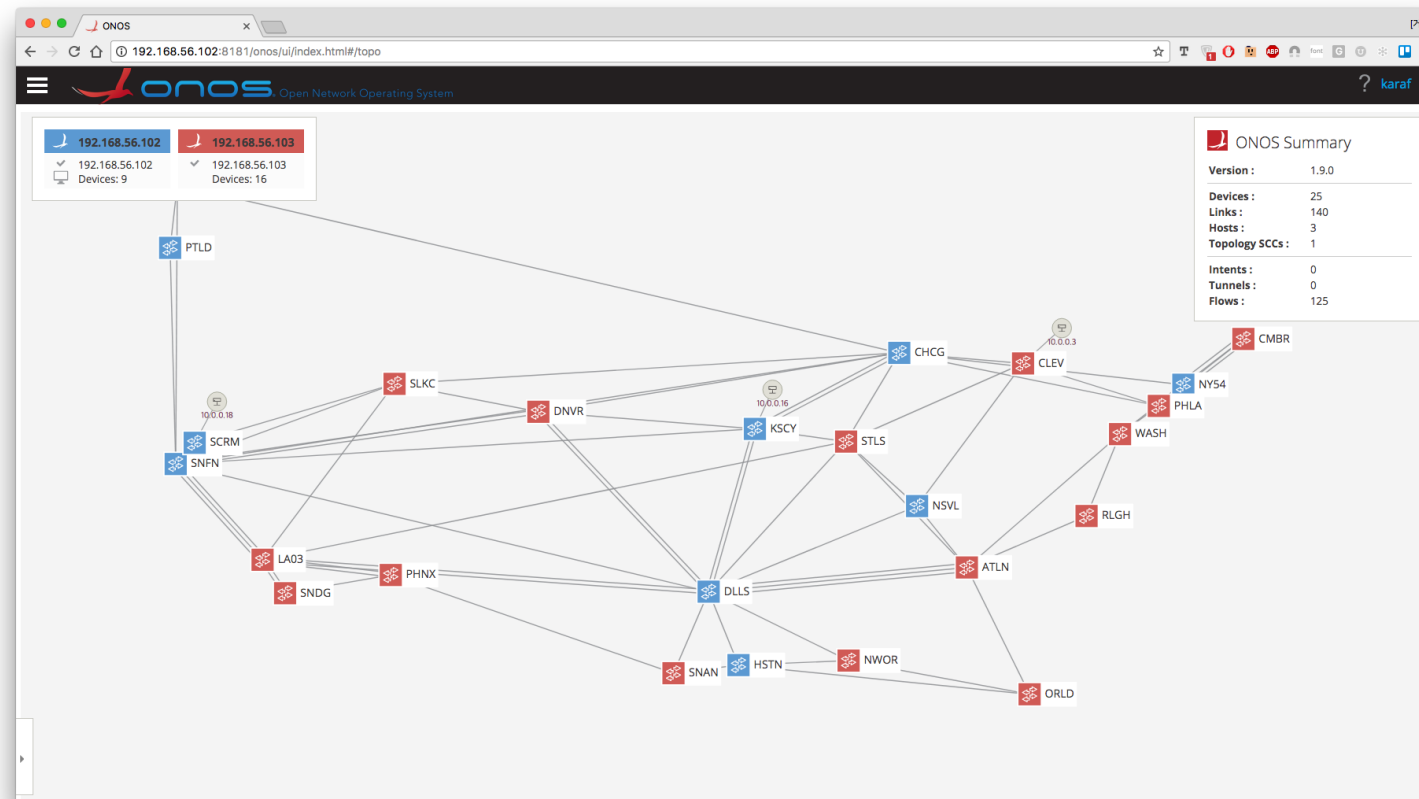 ONOS
192.168.56.102:8181/onos/ui/index.html#/topo
1
ABP
font
G
onos. Open Network Operating System
? karaf
192.168.56.102
192.168.56.103
192.168.56.102
192.168.56.103
Devices: 9
Devices: 16
ONOS Summary
Version : 1.9.0
Devices : 25
Links : 140
Hosts : 3
Topology SCCs : 1
Intents : 0
Tunnels : 0
Flows : 125
PTLD
10.0.0.3
CMBR
CHCG
CLEV
SLKC
NY54
10.0.0.18
DNVR
10.0.0.16
PHLA
SCRM
KSCY
STLS
WASH
SNFN
NSVL
RLGH
LA03
PHNX
ATLN
SNDG
DLLS
SNAN
HSTN
NWOR
ORLD